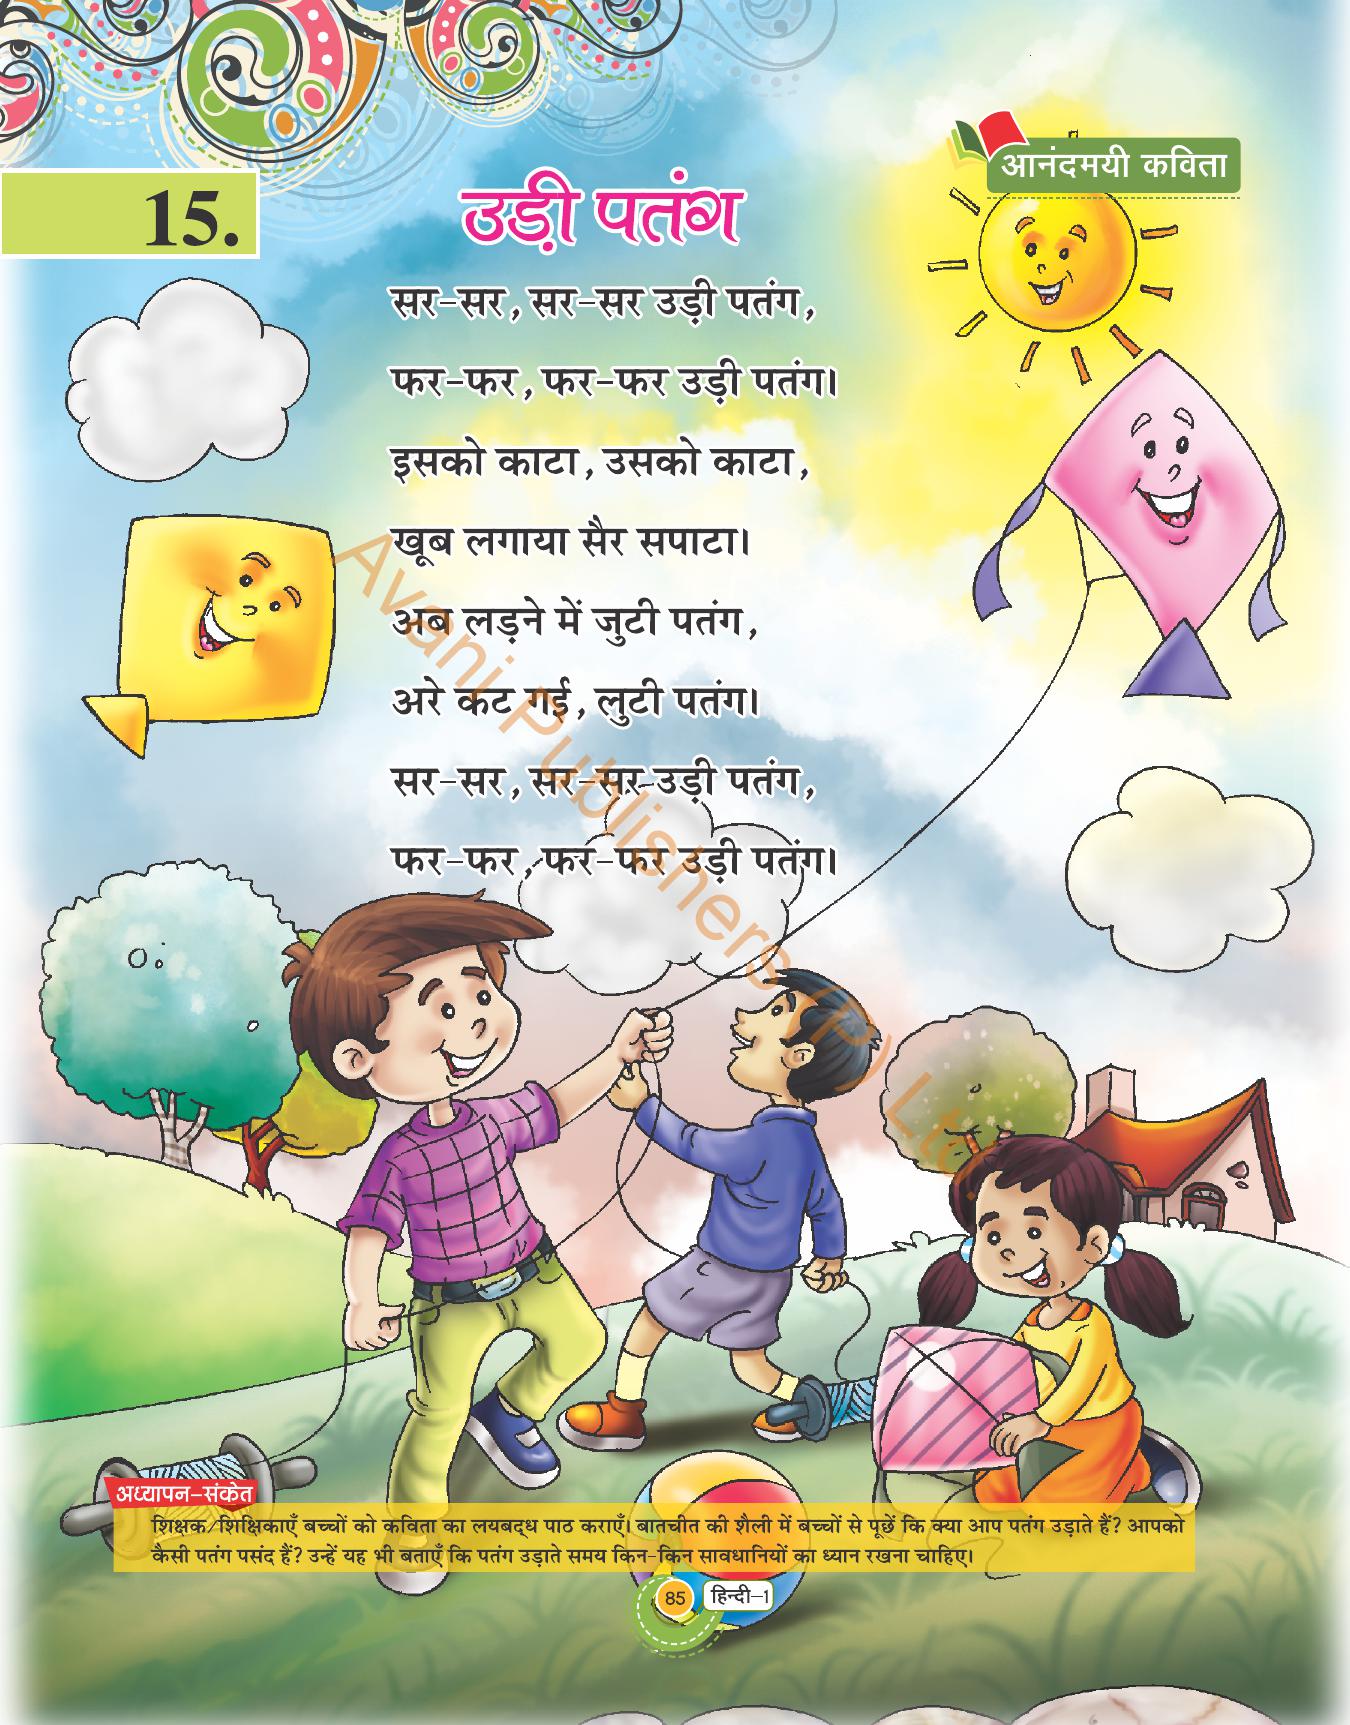 15.
उड़ी पतंग
आनंदमयी कविता
सर-सर, सर-सर उड़ी पतंग,
फर-फर, फर-फर उड़ी पतंग।
इसको काटा, उसको काटा,
खूब लगाया सैर सपाटा।
अब लड़ने में जुटी पतंग,
अरे कट गई, लुटी पतंग।
सर-सर, सर-सर उड़ी पतंग,
फर-फर, फर-फर उड़ी पतंग।
Avani Publishers (P) Ltd.
अध्यापन-संकेत
शिक्षक/शिक्षिकाएँ बच्चों को कविता का लयबद्ध पाठ कराएँ। बातचीत की शैली में बच्चों से पूछें कि क्या आप पतंग उड़ाते हैं? आपको
कैसी पतंग पसंद हैं? उन्हें यह भी बताएँ कि पतंग उड़ाते समय किन-किन सावधानियों का ध्यान रखना चाहिए।
85 हिन्दी-1